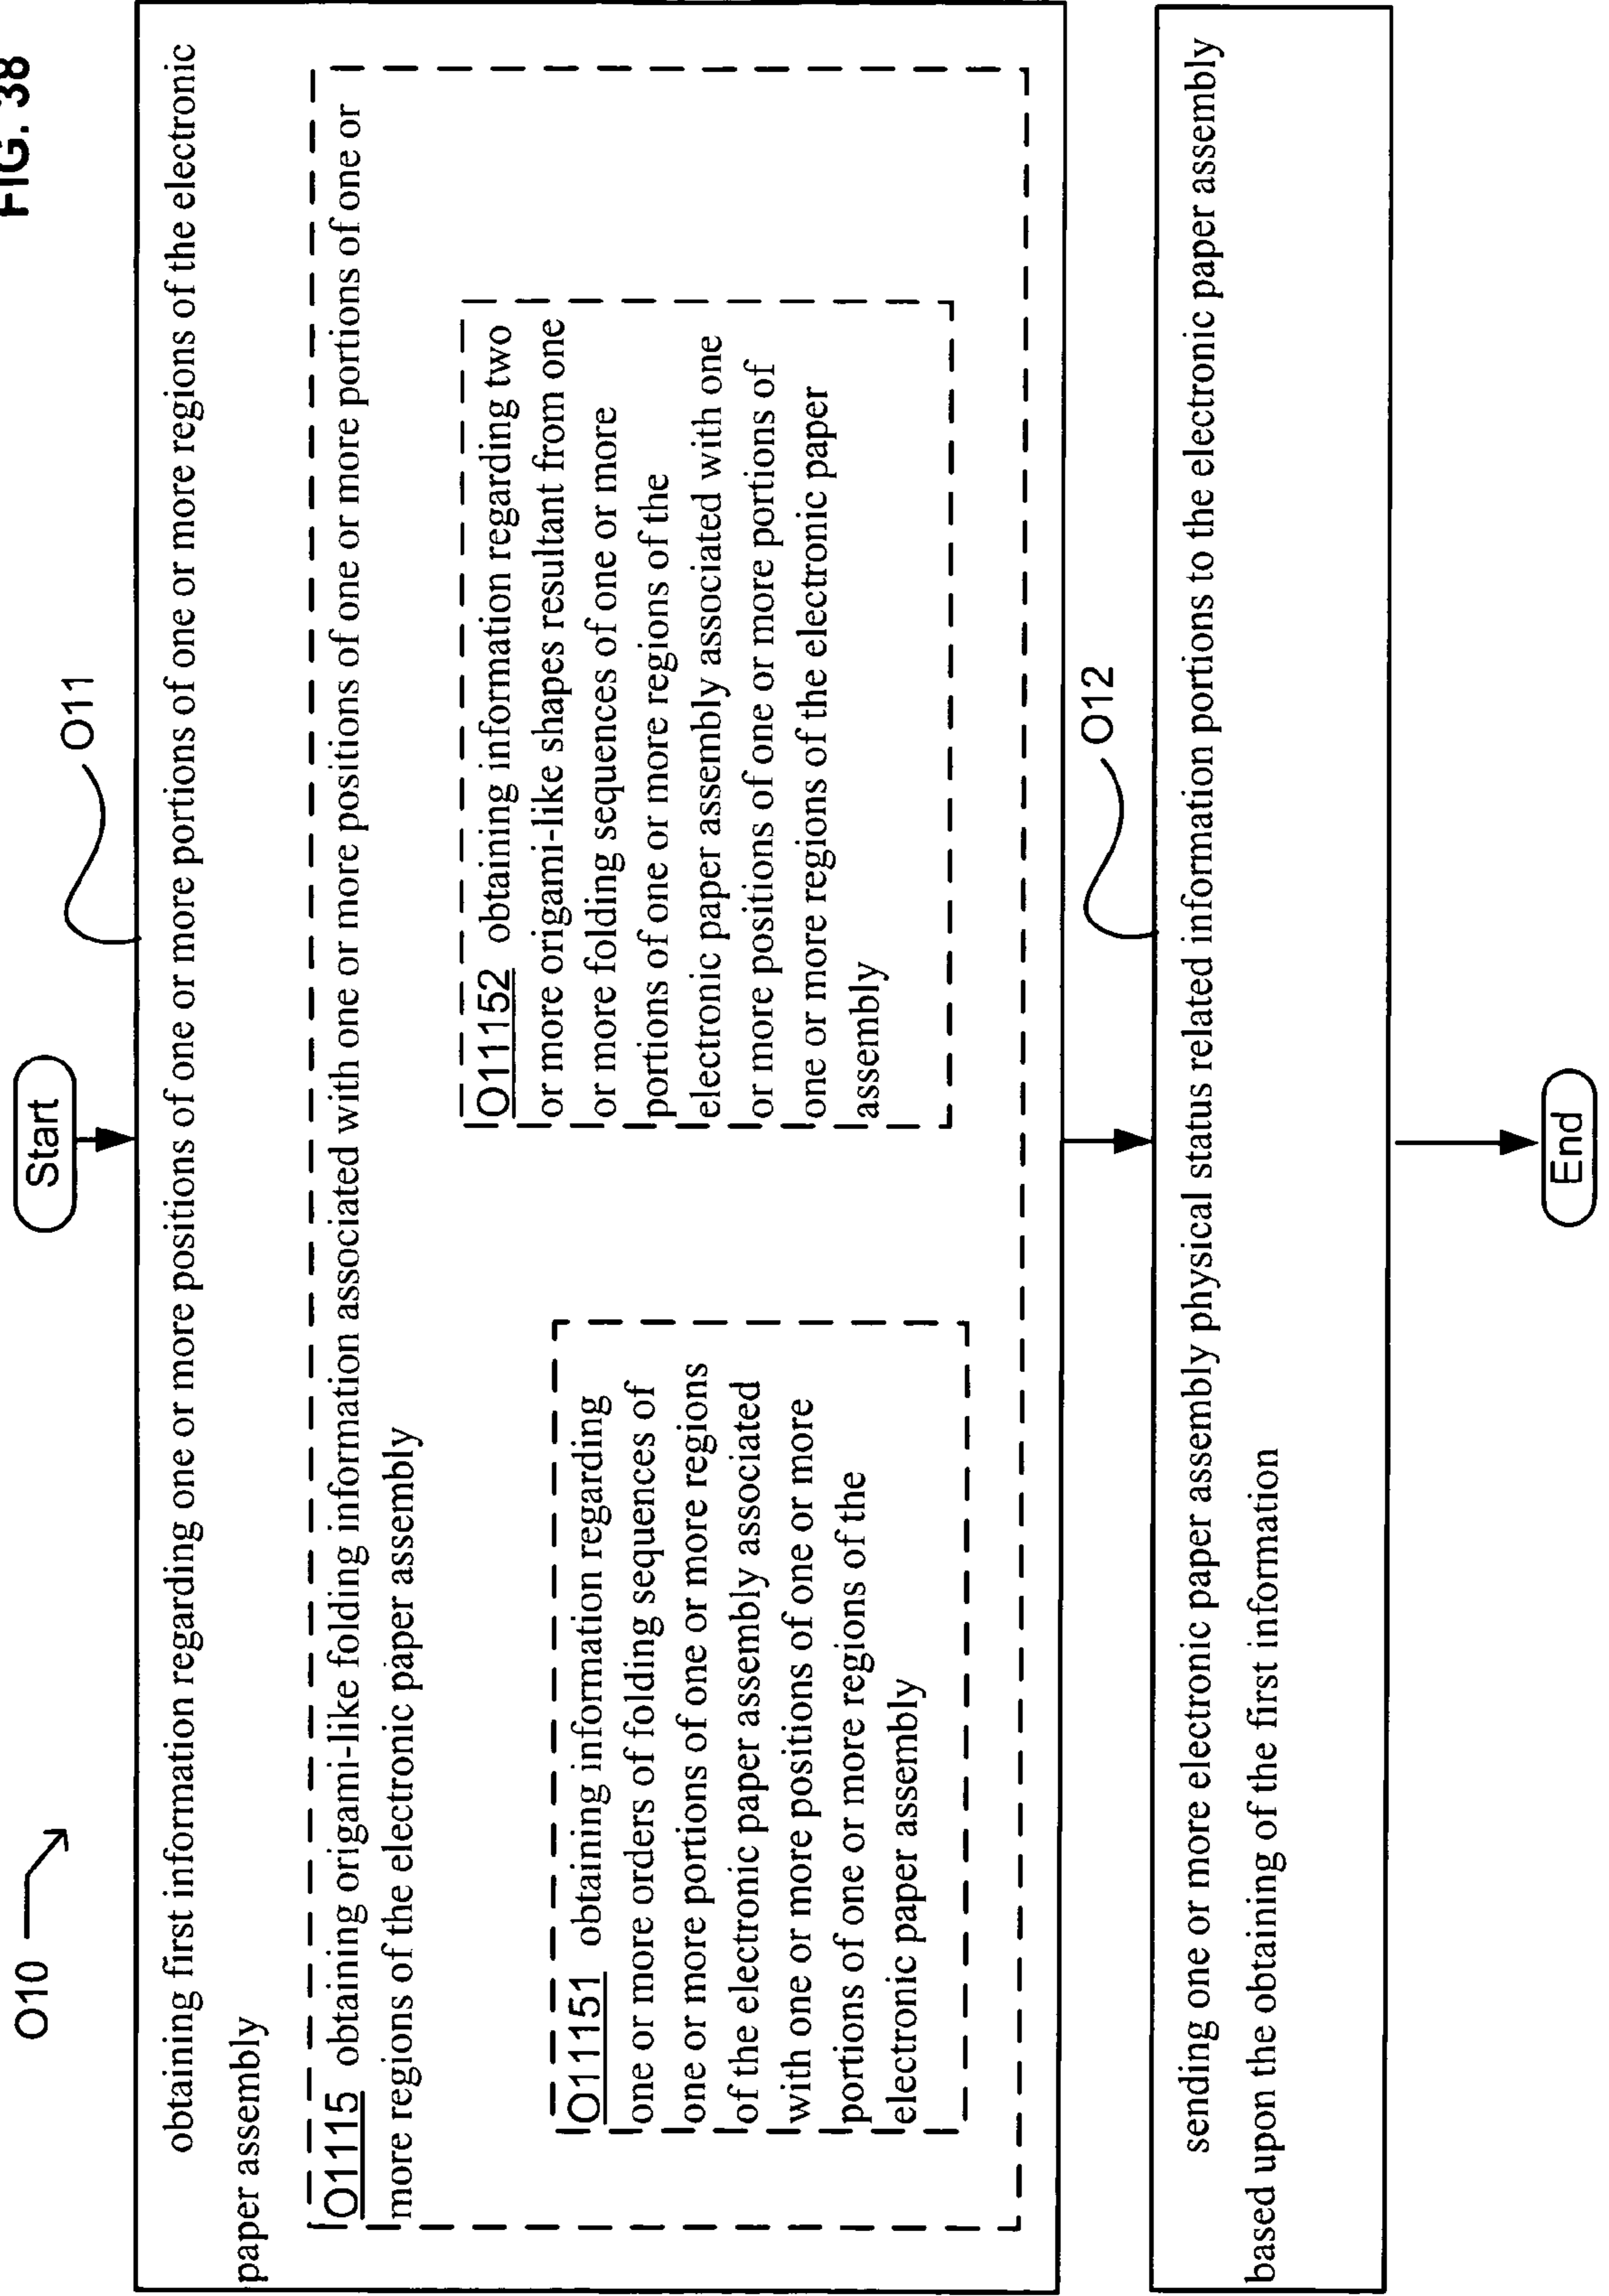 FIG. 38
O10
Start
O11
obtaining first information regarding one or more positions of one or more portions of one or more regions of the electronic
paper assembly
O1115 obtaining origami-like folding information associated with one or more positions of one or more portions of one or
more regions of the electronic paper assembly
O11151 obtaining information regarding
one or more orders of folding sequences of
one or more portions of one or more regions
of the electronic paper assembly associated
with one or more positions of one or more
portions of one or more regions of the
electronic paper assembly
O11152 obtaining information regarding two
or more origami-like shapes resultant from one
or more folding sequences of one or more
portions of one or more regions of the
electronic paper assembly associated with one
or more positions of one or more portions of
one or more regions of the electronic paper
assembly
O12
sending one or more electronic paper assembly physical status related information portions to the electronic paper assembly
based upon the obtaining of the first information
End